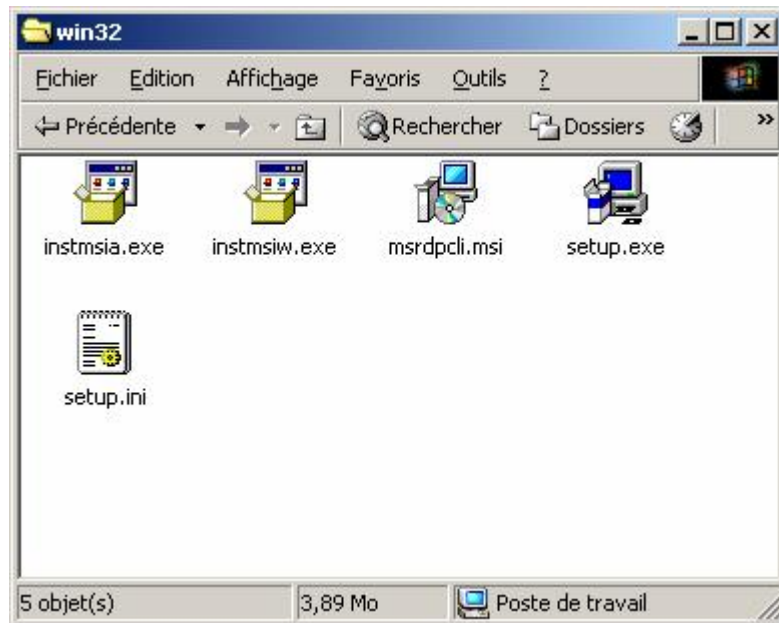 win32
Fichier Edition Affichage Favoris Outils ?
Précédente Rechercher Dossiers »
instmsia.exe instmsiw.exe msrdpcli.msi setup.exe
setup.ini
5 objet(s) 3,89 Mo Poste de travail